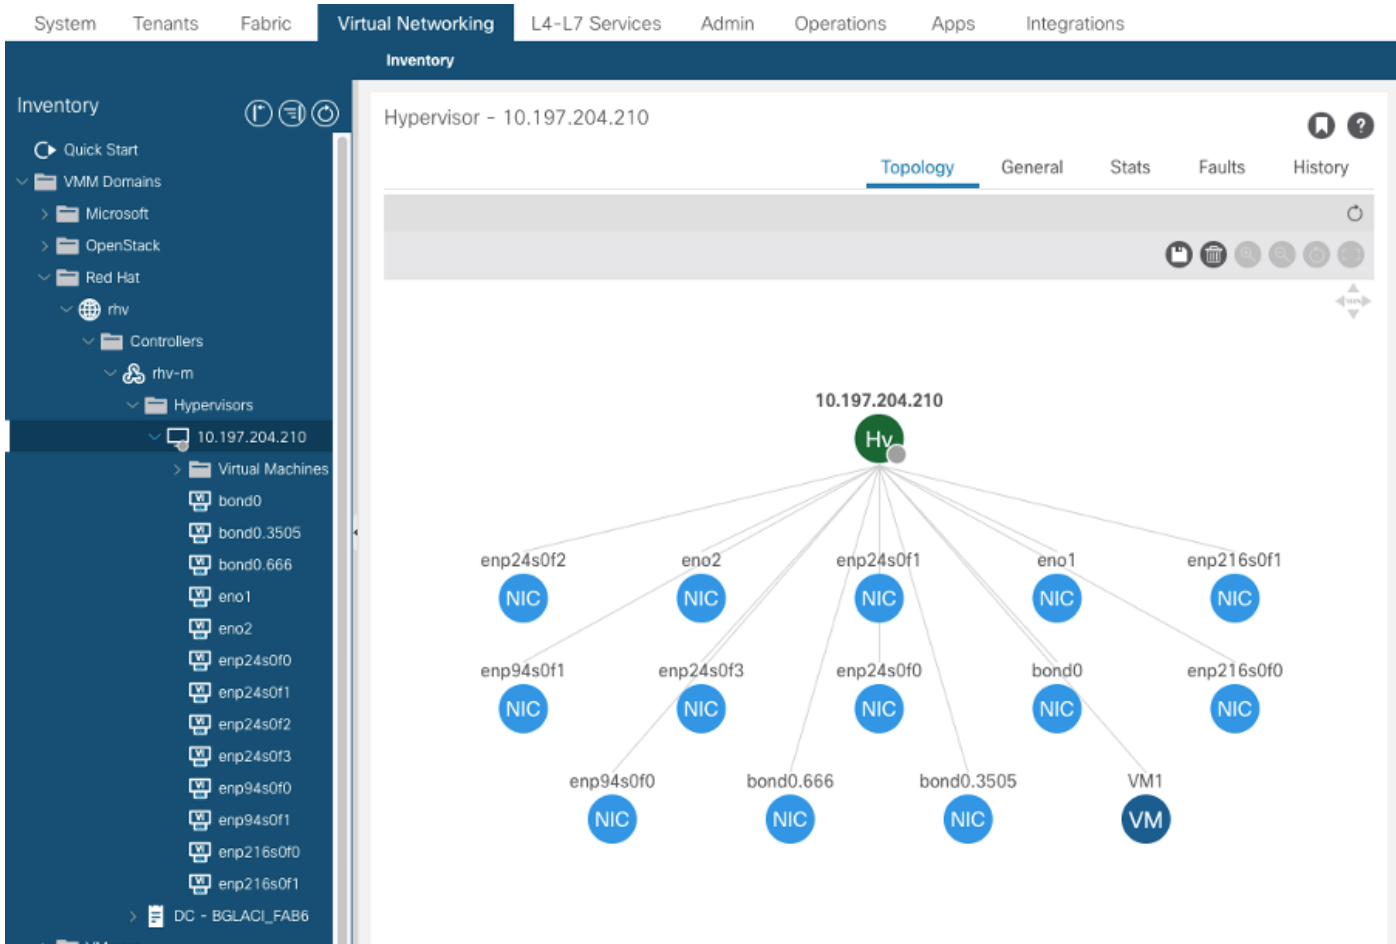 System Tenants Fabric Virtual Networking L4-L7 Services Admin Operations Apps Integrations
Inventory
Inventory
Quick Start
VMM Domains
Microsoft
OpenStack
Red Hat
rhv
Controllers
rhv-m
Hypervisors
10.197.204.210
Virtual Machines
bond0
bond0.3505
bond0.666
eno1
eno2
enp24s0f0
enp24s0f1
enp24s0f2
enp24s0f3
enp94s0f0
enp94s0f1
enp216s0f0
enp216s0f1
DC - BGLACI_FAB6
Hypervisor - 10.197.204.210
Topology General Stats Faults History
10.197.204.210
Hv
enp24s0f2 eno2 enp24s0f1 eno1 enp216s0f1
NIC NIC NIC NIC NIC
enp94s0f1 enp24s0f3 enp24s0f0 bond0 enp216s0f0
NIC NIC NIC NIC NIC
enp94s0f0 bond0.666 bond0.3505 VM1
NIC NIC NIC VM